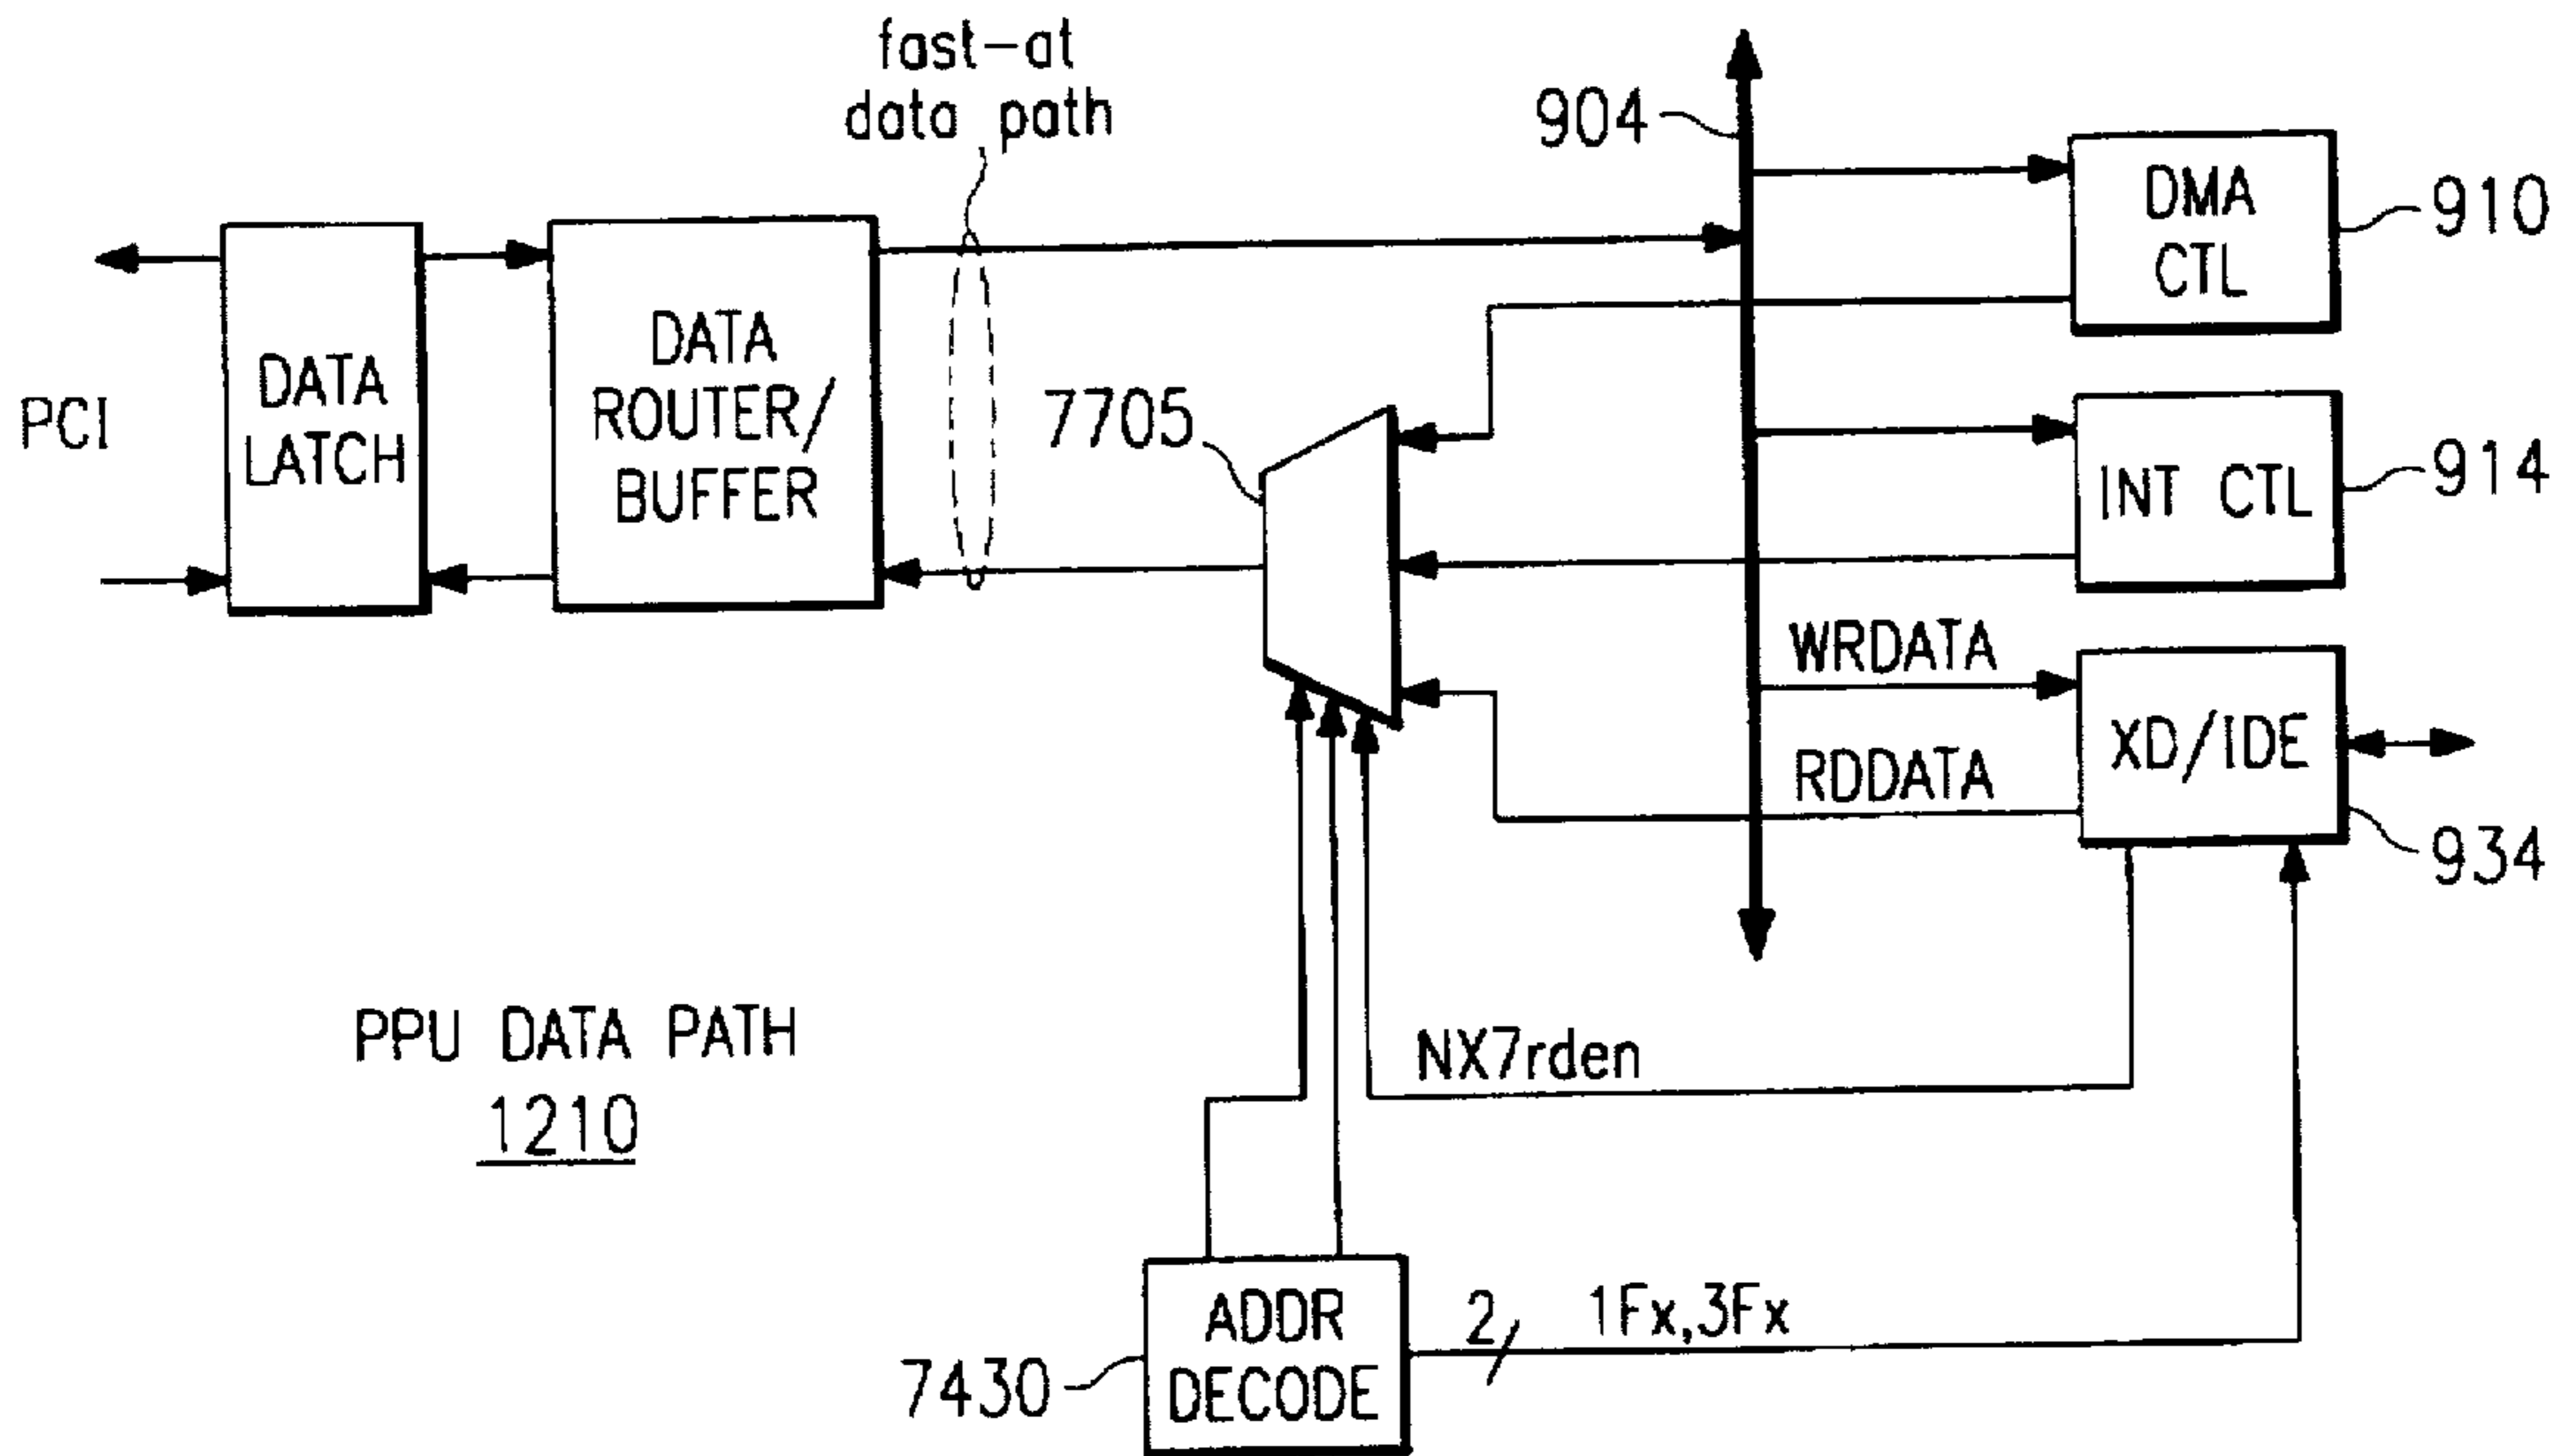 fast-at
data path
904
DMA
CTL
910
PCI
DATA
LATCH
DATA
ROUTER/
BUFFER
7705
INT CTL
914
WRDATA
RDDATA
XD/IDE
934
NX7rden
PPU DATA PATH
1210
ADDR
DECODE
7430
2
1Fx,3Fx